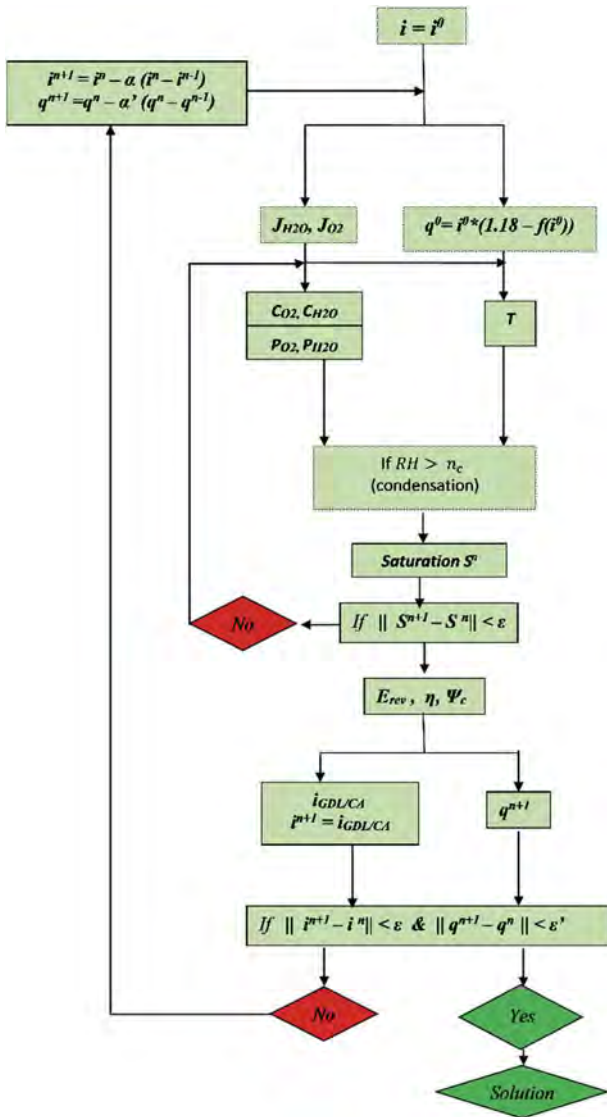 i = i⁰
iⁿ⁺¹ = iⁿ – α (iⁿ – iⁿ⁻¹)
qⁿ⁺¹ =qⁿ – α’ (qⁿ – qⁿ⁻¹)
J_H2O, J_O2
q⁰= i⁰*(1.18 – f(i⁰))
C_O2, C_H2O
P_O2, P_H2O
T
If RH > n_c
(condensation)
Saturation Sⁿ
No
If || Sⁿ⁺¹ – S ⁿ|| < ε
E_rev , η, Ψ_c
i_GDL/CA
iⁿ⁺¹ = i_GDL/CA
qⁿ⁺¹
If || iⁿ⁺¹ – i ⁿ|| < ε & || qⁿ⁺¹ – qⁿ || < ε’
No
Yes
Solution